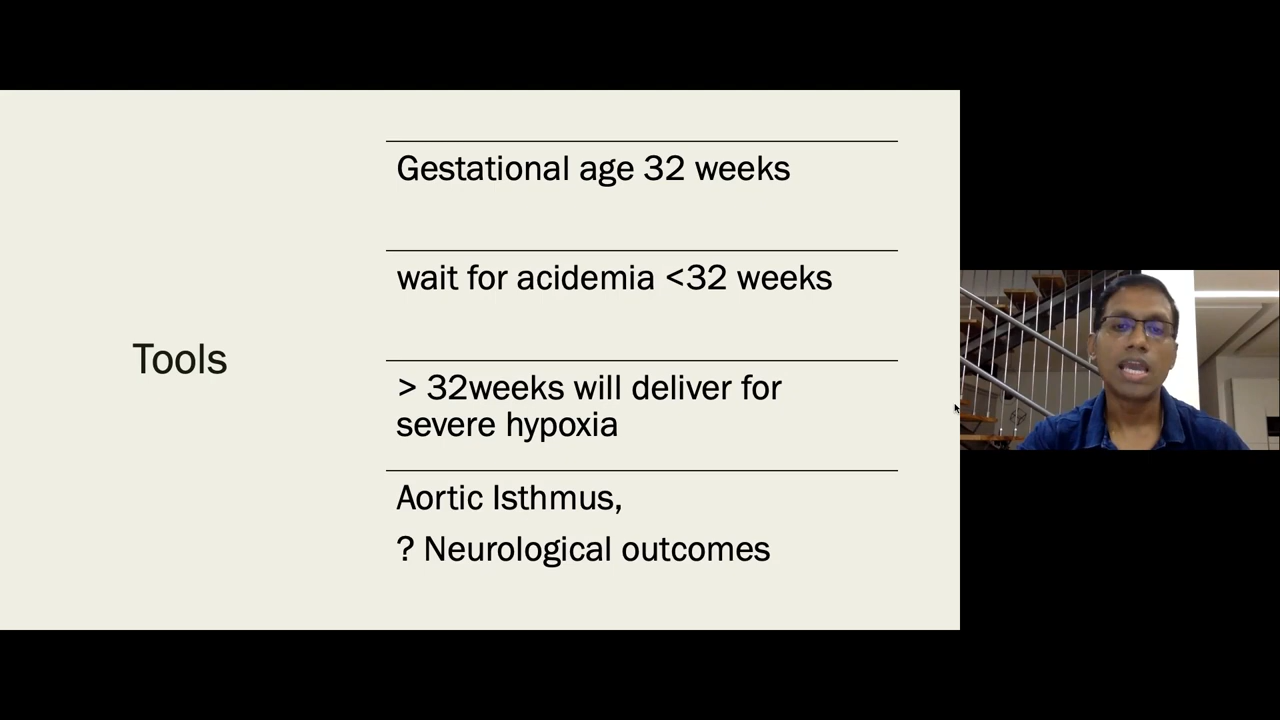 Tools
Gestational age 32 weeks
wait for acidemia <32 weeks
> 32weeks will deliver for
severe hypoxia
Aortic Isthmus,
? Neurological outcomes